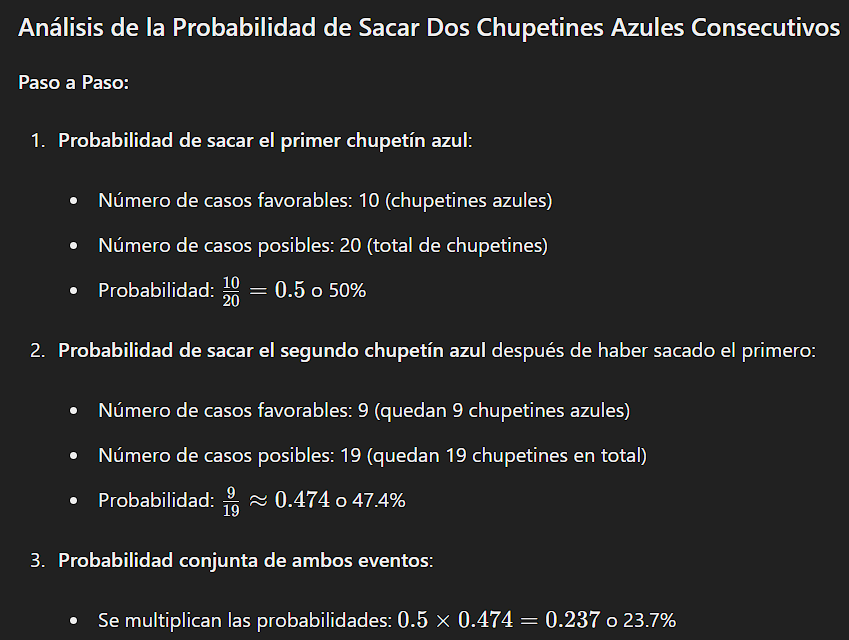 Análisis de la Probabilidad de Sacar Dos Chupetines Azules Consecutivos
Paso a Paso:
1. Probabilidad de sacar el primer chupetín azul:
• Número de casos favorables: 10 (chupetines azules)
• Número de casos posibles: 20 (total de chupetines)
• Probabilidad: 10/20 = 0.5 o 50%
2. Probabilidad de sacar el segundo chupetín azul después de haber sacado el primero:
• Número de casos favorables: 9 (quedan 9 chupetines azules)
• Número de casos posibles: 19 (quedan 19 chupetines en total)
• Probabilidad: 9/19 ≈ 0.474 o 47.4%
3. Probabilidad conjunta de ambos eventos:
• Se multiplican las probabilidades: 0.5 × 0.474 = 0.237 o 23.7%